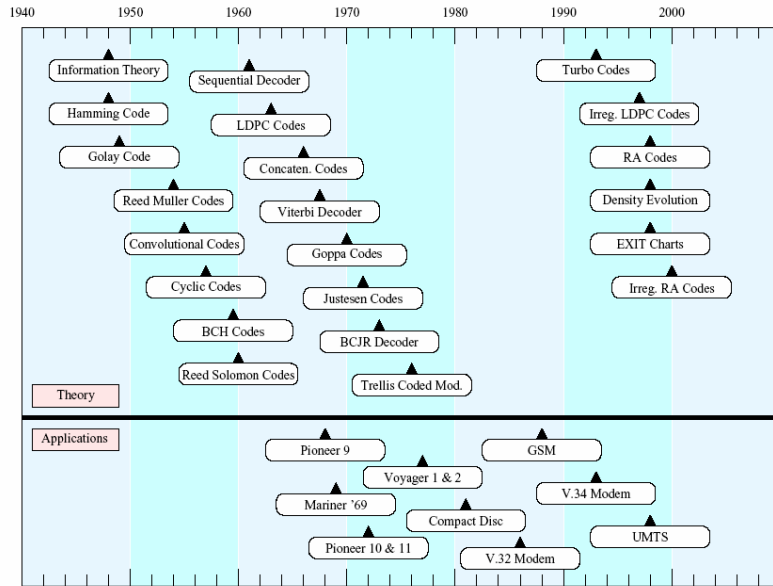 1940 1950 1960 1970 1980 1990 2000
Information Theory
Hamming Code
Golay Code
Reed Muller Codes
Convolutional Codes
Cyclic Codes
BCH Codes
Reed Solomon Codes
Sequential Decoder
LDPC Codes
Concaten. Codes
Viterbi Decoder
Goppa Codes
Justesen Codes
BCJR Decoder
Trellis Coded Mod.
Turbo Codes
Irreg. LDPC Codes
RA Codes
Density Evolution
EXIT Charts
Irreg. RA Codes
Theory
Applications
Pioneer 9
Voyager 1 & 2
Mariner '69
Compact Disc
Pioneer 10 & 11
GSM
V.34 Modem
UMTS
V.32 Modem